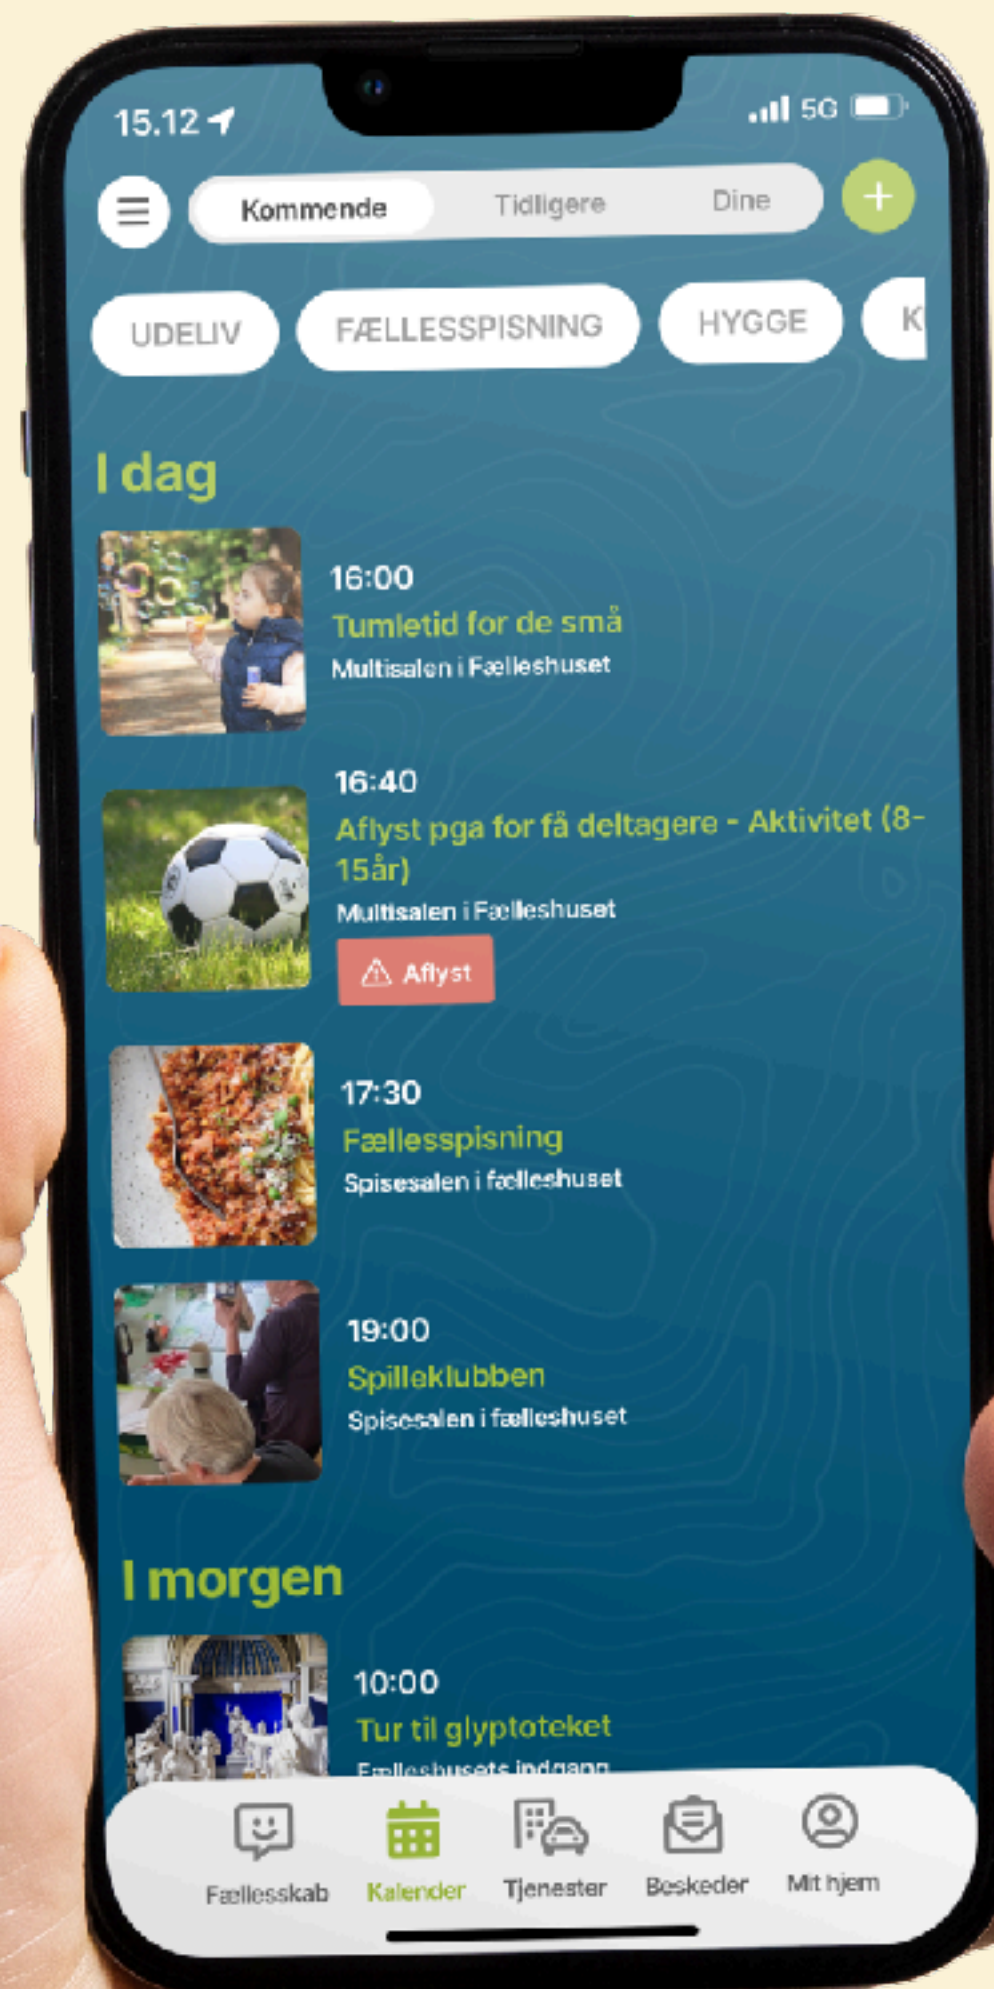 15.12
5G
Kommende
Tidligere
Dine
UDELIV
FÆLLESSPISNING
HYGGE
K
I dag
16:00
Tumletid for de små
Multisalen i Fælleshuset
16:40
Aflyst pga for få deltagere - Aktivitet (8-
15år)
Multisalen i Fælleshuset
Aflyst
17:30
Fællesspisning
Spisesalen i fælleshuset
19:00
Spilleklubben
Spisesalen i fælleshuset
I morgen
10:00
Tur til glyptoteket
Fælleshusets indgang
Fællesskab
Kalender
Tjenester
Beskeder
Mit hjem